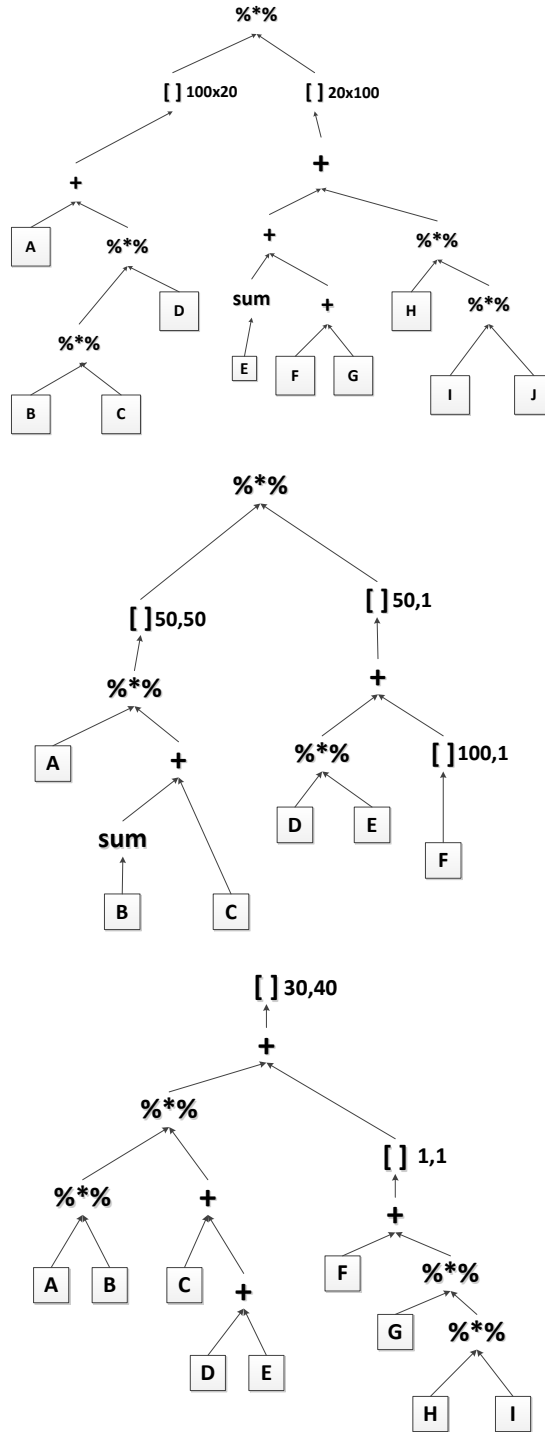 %*%
[ ] 100x20
[ ] 20x100
+
+
A
%*%
+
%*%
D
sum
+
H
%*%
%*%
E
F
G
B
C
I
J
%*%
[ ] 50,50
[ ] 50,1
%*%
+
A
+
%*%
[ ] 100,1
sum
D
E
F
B
C
[ ] 30,40
+
%*%
[ ] 1,1
%*%
+
+
A
B
C
F
%*%
+
G
%*%
D
E
H
I